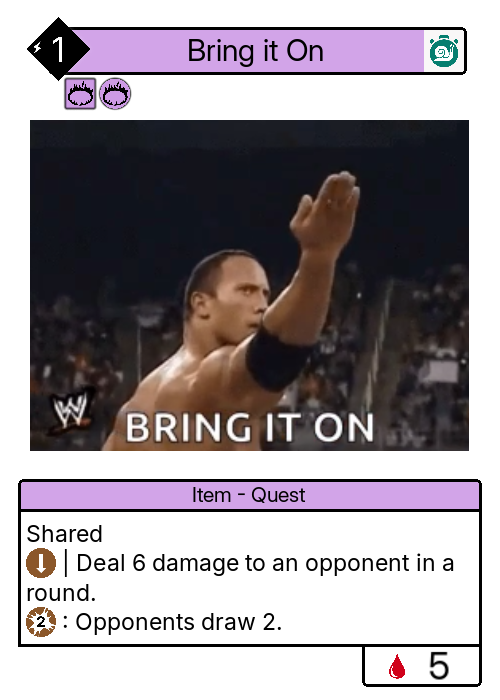 1
Bring it On
W
BRING IT ON
Item - Quest
Shared
| Deal 6 damage to an opponent in a
round.
2 : Opponents draw 2.
5